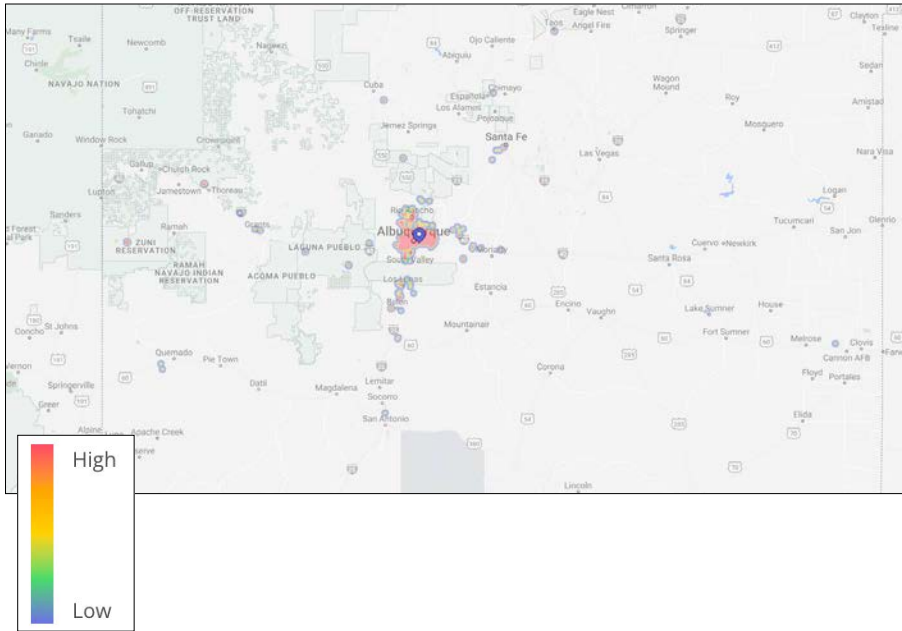 OFF-RESERVATION
TRUST LAND
Eagle Nest
Cimarron
Clayton
Texline
Many Farms
Tsaile
Newcomb
Nageezi
Ojo Caliente
Taos
Angel Fire
Springer
Abiquiu
Chinle
NAVAJO NATION
Cuba
Española
Chimayo
Wagon
Mound
Sedan
Los Alamos
Pojoaque
Roy
Amistad
Tohatchi
Jemez Springs
Mosquero
Ganado
Window Rock
Crownpoint
Santa Fe
Las Vegas
Nara Visa
Gallup
Church Rock
Lupton
Jamestown
Thoreau
Logan
Sanders
Rio Rancho
Tucumcari
Glenrio
Ramah
Grants
Albuquerque
San Jon
ZUNI
RESERVATION
LAGUNA PUEBLO
Moriarty
Cuervo
Newkirk
South Valley
Santa Rosa
RAMAH
NAVAJO INDIAN
RESERVATION
ACOMA PUEBLO
Los Lunas
Estancia
Belen
Encino
Vaughn
Lake Sumner
House
Concho
St Johns
Mountainair
Fort Sumner
Melrose
Clovis
Cannon AFB
Quemado
Pie Town
Corona
Floyd
Portales
Vernon
Springerville
Datil
Magdalena
Lemitar
Socorro
Greer
San Antonio
Elida
Alpine
Apache Creek
Lincoln
High
Low